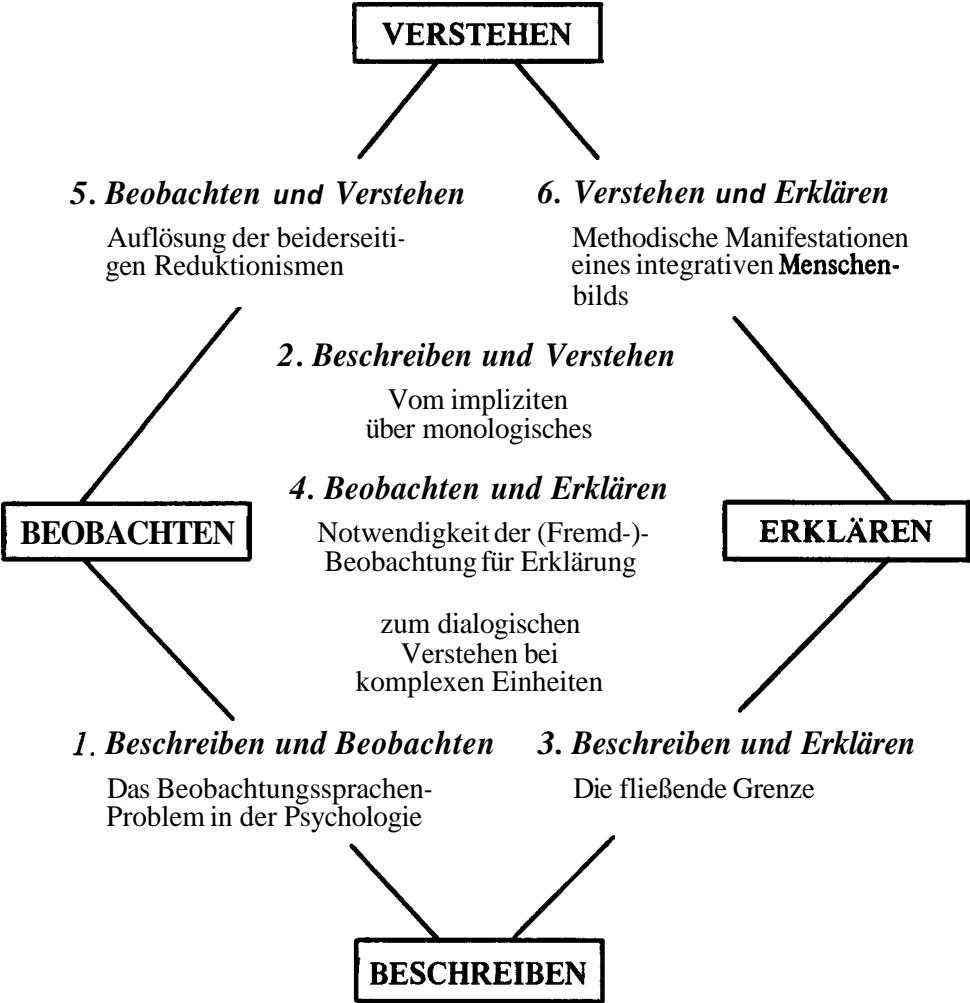 VERSTEHEN
5. Beobachten und Verstehen
Auflösung der beiderseiti-
gen Reduktionismen
6. Verstehen und Erklären
Methodische Manifestationen
eines integrativen Menschen-
bilds
2. Beschreiben und Verstehen
Vom impliziten
über monologisches
4. Beobachten und Erklären
BEOBACHTEN
Notwendigkeit der (Fremd-)-
Beobachtung für Erklärung
ERKLÄREN
zum dialogischen
Verstehen bei
komplexen Einheiten
1. Beschreiben und Beobachten
Das Beobachtungssprachen-
Problem in der Psychologie
3. Beschreiben und Erklären
Die fließende Grenze
BESCHREIBEN